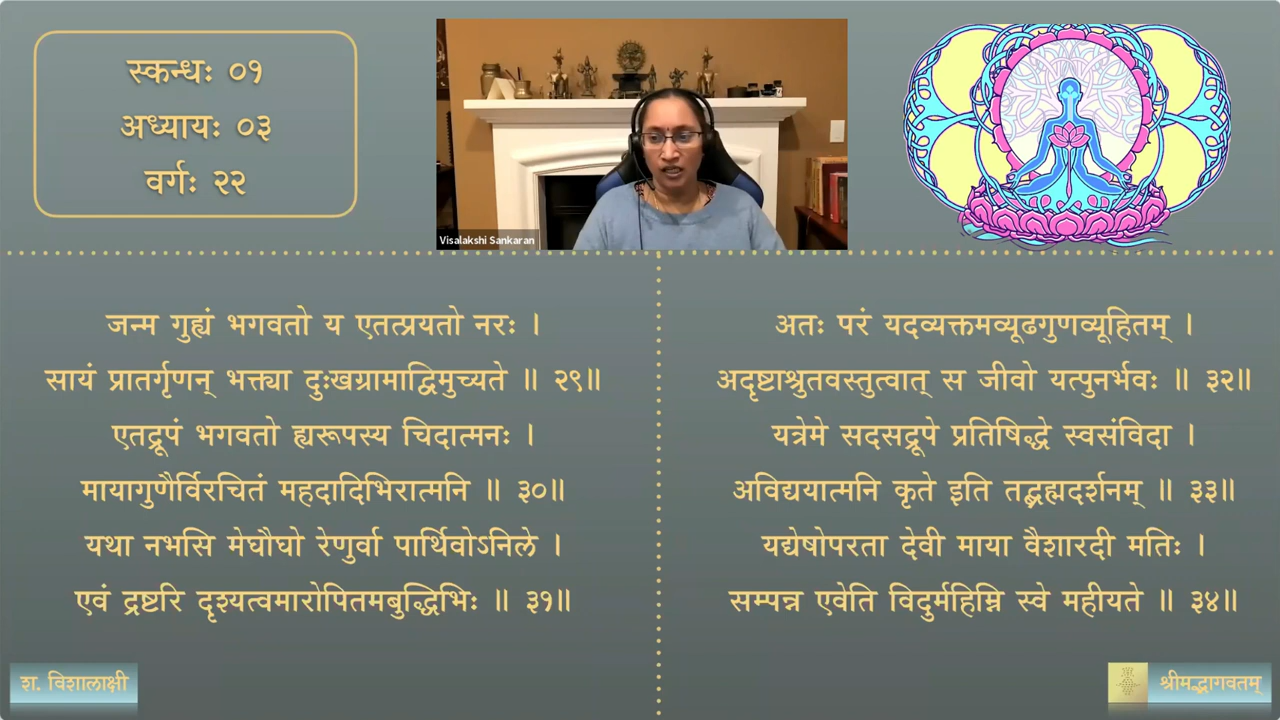 स्कन्धः ०१
अध्यायः ०३
वर्गः २२
Visalakshi Sankaran
जन्म गुह्यं भगवतो य एतत्प्रयतो नरः ।
सायं प्रातर्गृणन् भक्त्या दुःखग्रामाद्विमुच्यते ॥ २९॥
एतद्रूपं भगवतो ह्यरूपस्य चिदात्मनः ।
मायागुणैर्विरचितं महदादिभिरात्मनि ॥ ३०॥
यथा नभसि मेघौघो रेणुर्वा पार्थिवोऽनिले ।
एवं द्रष्टरि दृश्यत्वमारोपितमबुद्धिभिः ॥ ३१॥
अतः परं यदव्यक्तमव्यूढगुणव्यूहितम् ।
अदृष्टाश्रुतवस्तुत्वात् स जीवो यत्पुनर्भवः ॥ ३२॥
यत्रेमे सदसद्रूपे प्रतिषिद्धे स्वसंविदा ।
अविद्ययात्मनि कृते इति तद्ब्रह्मदर्शनम् ॥ ३३॥
यद्येषोपरता देवी माया वैशारदी मतिः ।
सम्पन्न एवेति विदुर्महिम्नि स्वे महीयते ॥ ३४॥
श. विशालाक्षी
श्रीमद्भागवतम्